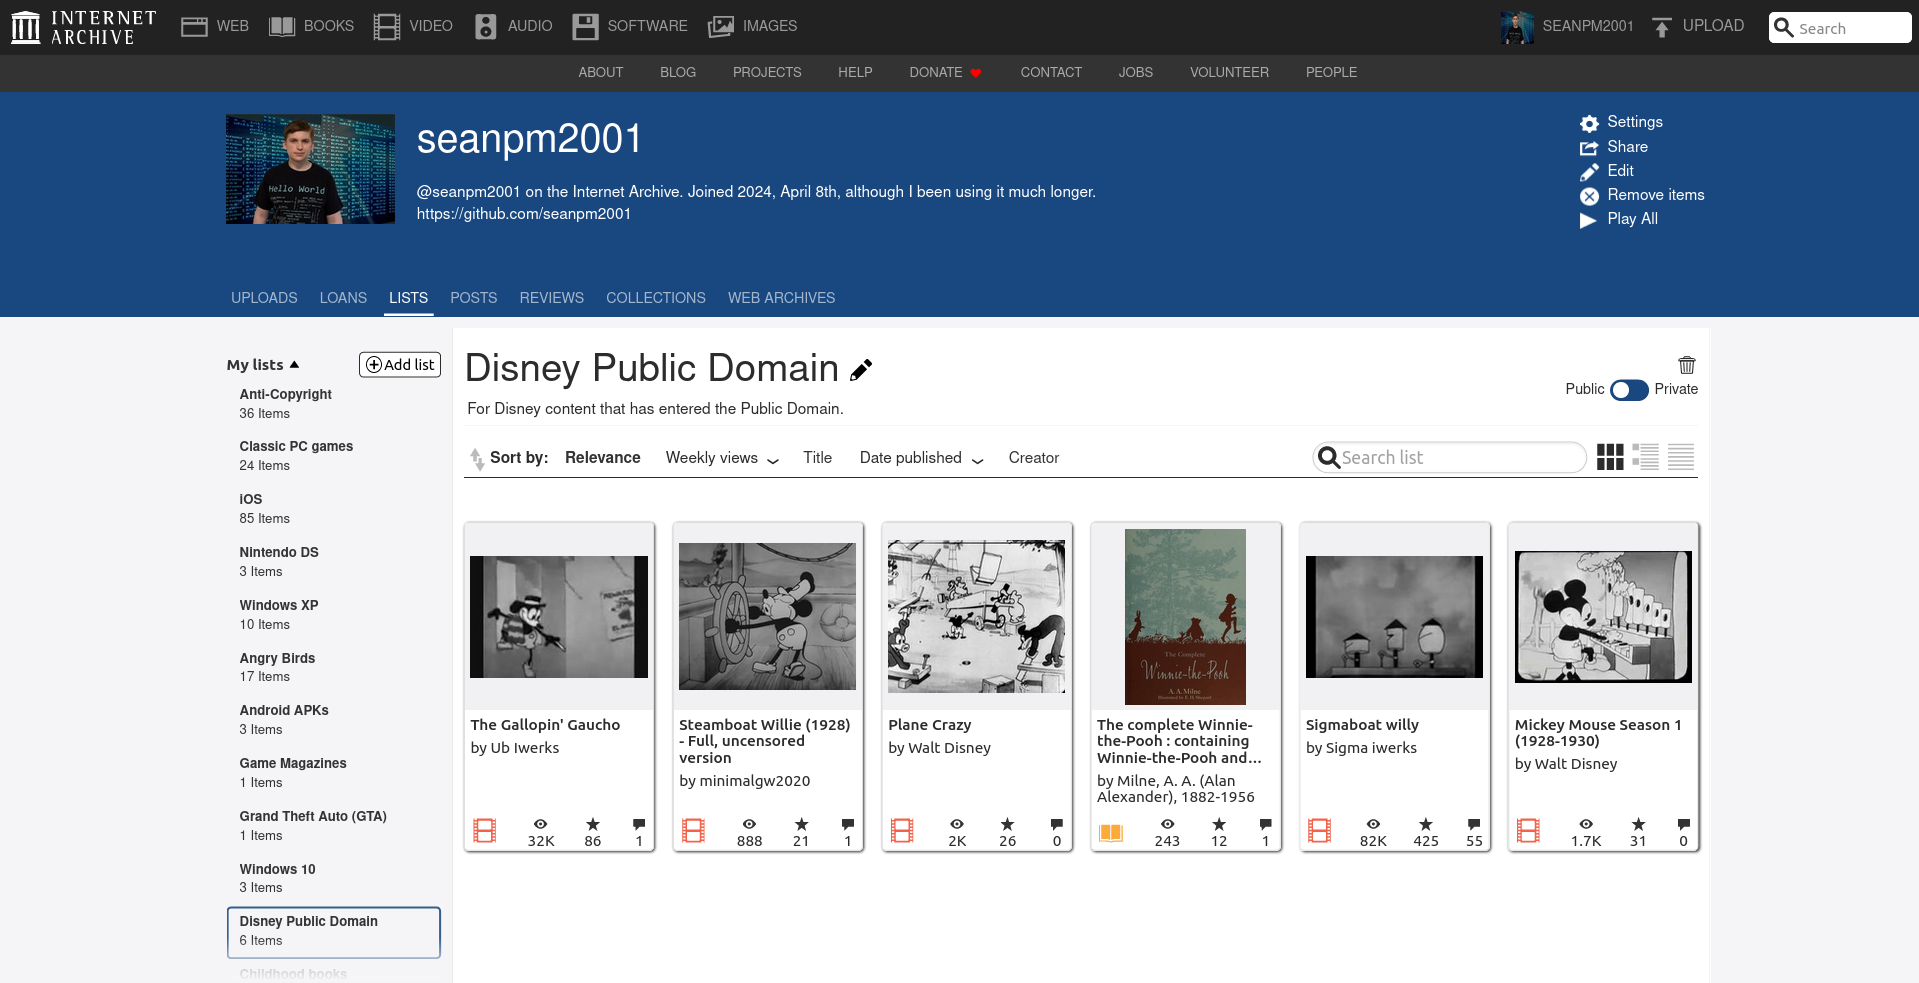 INTERNET ARCHIVE
WEB BOOKS VIDEO AUDIO SOFTWARE IMAGES
SEANPM2001 UPLOAD Search
ABOUT BLOG PROJECTS HELP DONATE CONTACT JOBS VOLUNTEER PEOPLE
Hello World
seanpm2001
@seanpm2001 on the Internet Archive. Joined 2024, April 8th, although I been using it much longer.
https://github.com/seanpm2001
Settings
Share
Edit
Remove items
Play All
UPLOADS LOANS LISTS POSTS REVIEWS COLLECTIONS WEB ARCHIVES
My lists Add list
Anti-Copyright
36 Items
Classic PC games
24 Items
iOS
85 Items
Nintendo DS
3 Items
Windows XP
10 Items
Angry Birds
17 Items
Android APKs
3 Items
Game Magazines
1 Items
Grand Theft Auto (GTA)
1 Items
Windows 10
3 Items
Disney Public Domain
6 Items
Childhood books
Disney Public Domain
Public Private
For Disney content that has entered the Public Domain.
Sort by: Relevance Weekly views Title Date published Creator
Search list
The Gallopin' Gaucho
by Ub Iwerks
32K 86 1
Steamboat Willie (1928)
- Full, uncensored
version
by minimalgw2020
888 21 1
Plane Crazy
by Walt Disney
2K 26 0
The Complete
Winnie-the-Pooh
A.A.Milne
The complete Winnie-
the-Pooh : containing
Winnie-the-Pooh and...
by Milne, A. A. (Alan
Alexander), 1882-1956
243 12 1
Sigmaboat willy
by Sigma iwerks
82K 425 55
Mickey Mouse Season 1
(1928-1930)
by Walt Disney
1.7K 31 0